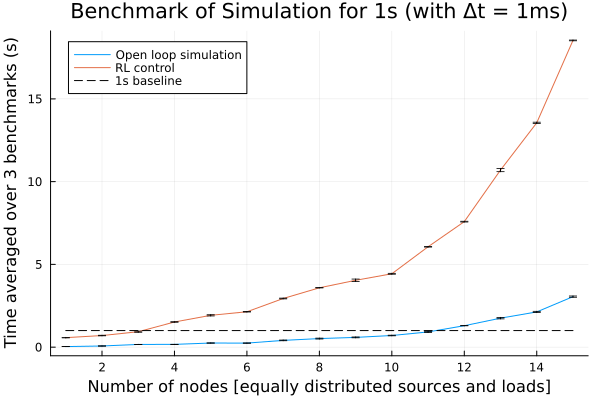 Benchmark of Simulation for 1s (with Δt = 1ms)
Time averaged over 3 benchmarks (s)
Open loop simulation
RL control
1s baseline
15
10
5
0
2 4 6 8 10 12 14
Number of nodes [equally distributed sources and loads]